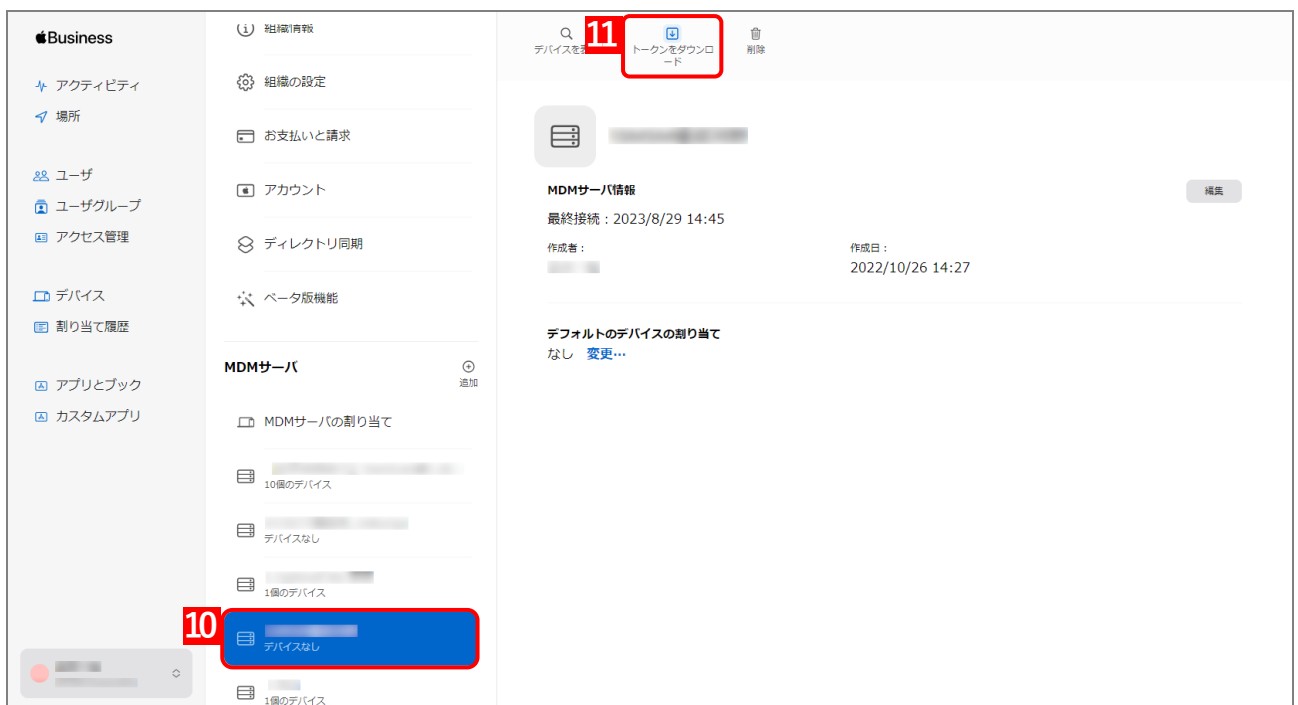 Business
アクティビティ
場所
ユーザ
ユーザグループ
アクセス管理
デバイス
割り当て履歴
アプリとブック
カスタムアプリ
組織情報
組織の設定
お支払いと請求
アカウント
ディレクトリ同期
ベータ版機能
MDMサーバ
追加
MDMサーバの割り当て
10個のデバイス
デバイスなし
1個のデバイス
10
デバイスなし
1個のデバイス
デバイスを
11
トークンをダウンロ
ード
削除
MDMサーバ情報
編集
最終接続：2023/8/29 14:45
作成者：
作成日：
2022/10/26 14:27
デフォルトのデバイスの割り当て
なし 変更…